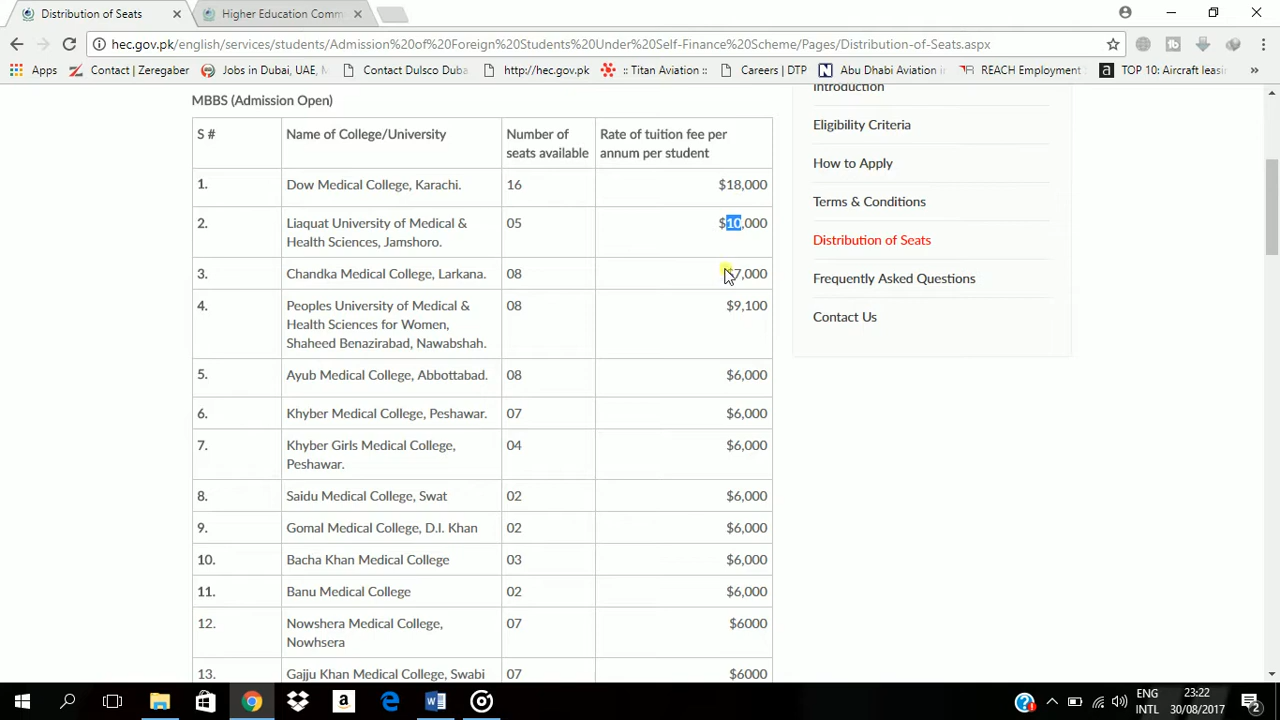 Distribution of Seats
Higher Education Comm
hec.gov.pk/english/services/students/Admission%20of%20Foreign%20Students%20Under%20Self-Finance%20Scheme/Pages/Distribution-of-Seats.aspx
Apps
Contact | Zeregaber
Jobs in Dubai, UAE, M
Contact Dulsco Duba
http://hec.gov.pk
:: Titan Aviation ::
Careers | DTP
Abu Dhabi Aviation in
REACH Employment
TOP 10: Aircraft leasi
MBBS (Admission Open)
S # Name of College/University Number of seats available Rate of tuition fee per annum per student
1. Dow Medical College, Karachi. 16 $18,000
2. Liaquat University of Medical & 05 $10,000
Health Sciences, Jamshoro.
3. Chandka Medical College, Larkana. 08 7,000
4. Peoples University of Medical & 08 $9,100
Health Sciences for Women,
Shaheed Benazirabad, Nawabshah.
5. Ayub Medical College, Abbottabad. 08 $6,000
6. Khyber Medical College, Peshawar. 07 $6,000
7. Khyber Girls Medical College, 04 $6,000
Peshawar.
8. Saidu Medical College, Swat 02 $6,000
9. Gomal Medical College, D.I. Khan 02 $6,000
10. Bacha Khan Medical College 03 $6,000
11. Banu Medical College 02 $6,000
12. Nowshera Medical College, 07 $6000
Nowhsera
13. Gajju Khan Medical College, Swabi 07 $6000
Introduction
Eligibility Criteria
How to Apply
Terms & Conditions
Distribution of Seats
Frequently Asked Questions
Contact Us
ENG
INTL
23:22
30/08/2017
2